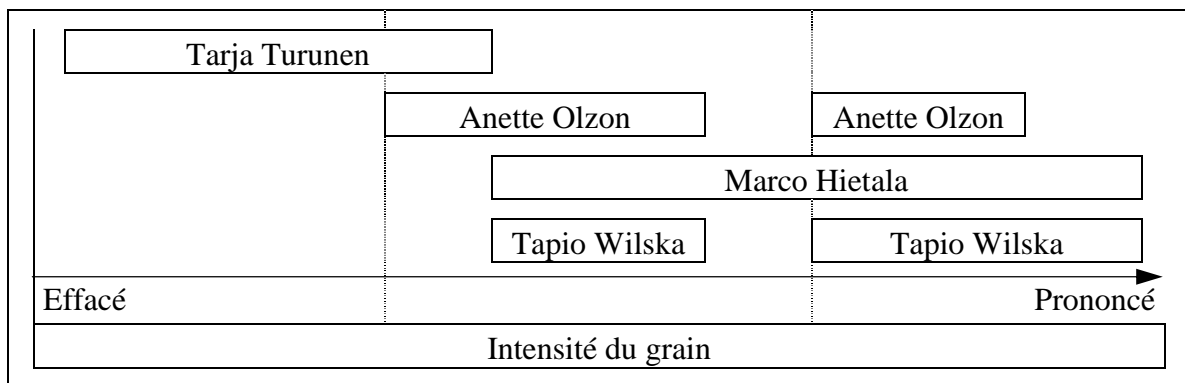 Tarja Turunen
Anette Olzon Anette Olzon
Marco Hietala
Tapio Wilska Tapio Wilska
Effacé Prononcé
Intensité du grain